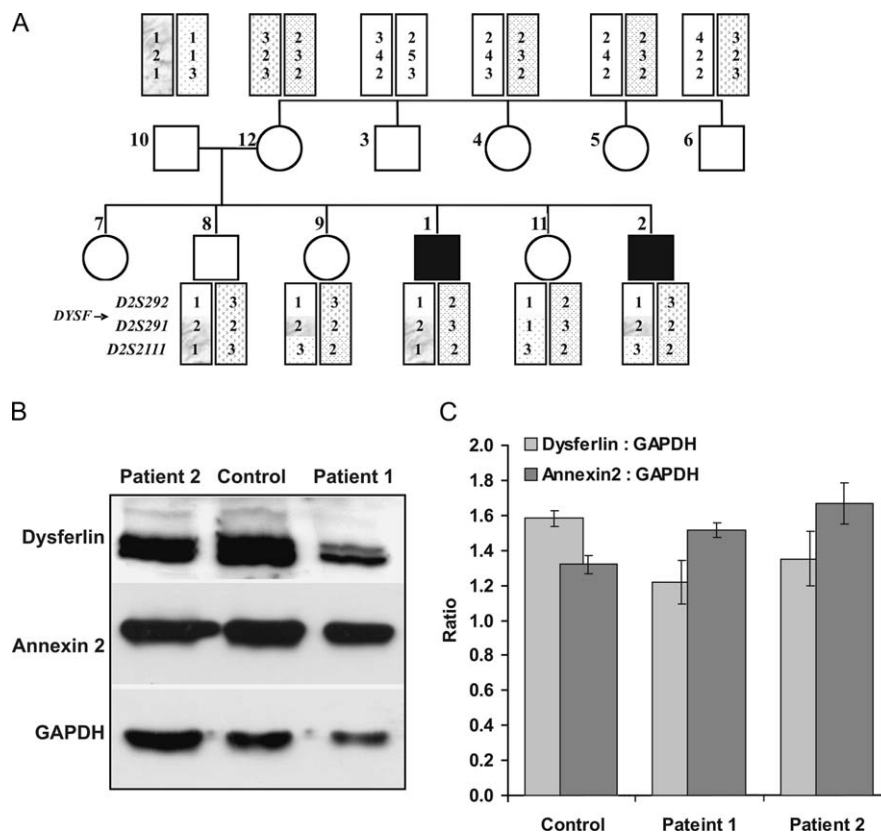 A
1 1 3 2 3 2 2 2 2 2 4 3
2 1 2 3 4 5 4 3 4 3 2 2
1 3 3 2 2 3 3 2 2 2 2 3
10 12 3 4 5 6
7 8 9 1 11 2
D2S292 1 3 1 3 1 2 1 2 1 3
DYSF → D2S291 2 2 2 2 2 3 1 3 2 2
D2S2111 1 3 3 2 1 2 3 2 3 2
B
Patient 2 Control Patient 1
Dysferlin
Annexin 2
GAPDH
C
Dysferlin : GAPDH
Annexin2 : GAPDH
2.0
1.8
1.6
1.4
1.2
1.0
0.8
0.6
0.4
0.2
0.0
Ratio
Control Pateint 1 Patient 2